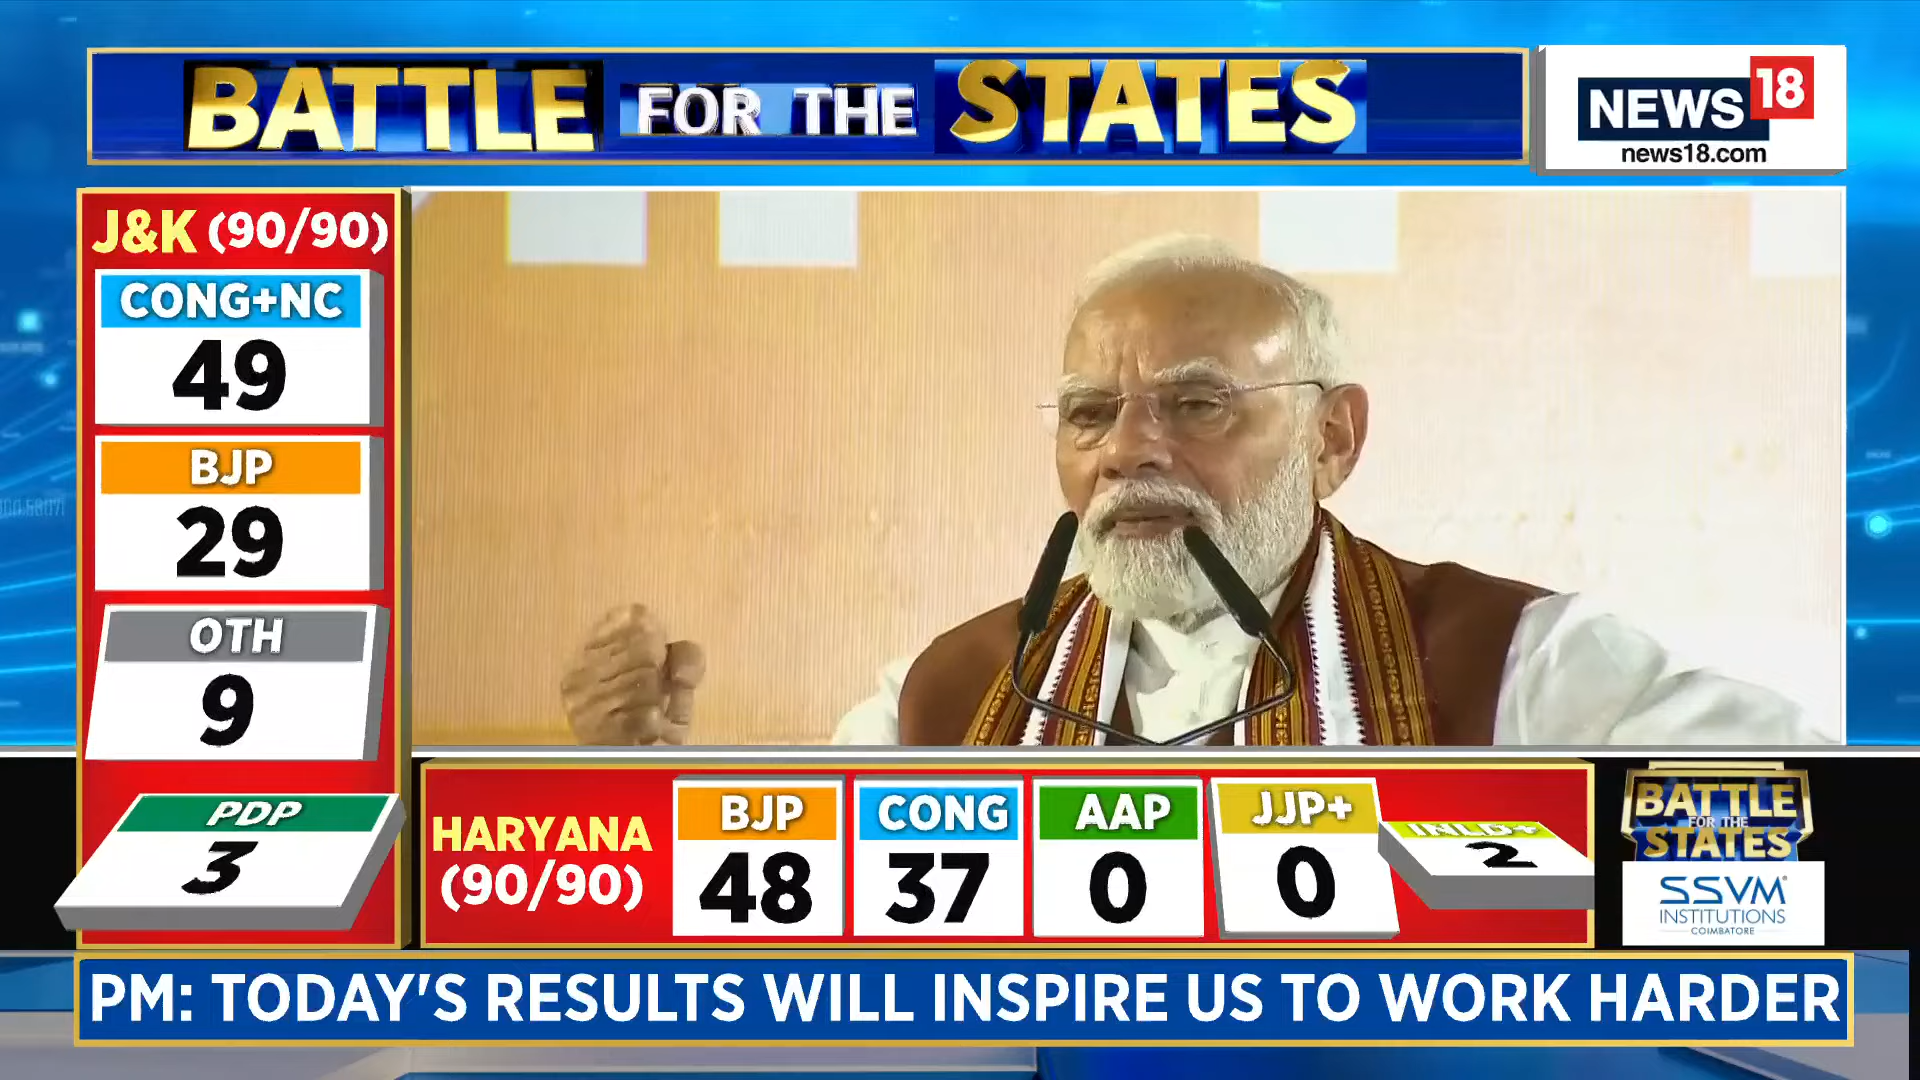 BATTLE FOR THE STATES
NEWS 18
news18.com
J&K (90/90)
CONG+NC
49
BJP
29
OTH
9
PDP
3
HARYANA
(90/90)
BJP
48
CONG
37
AAP
0
JJP+
0
INLD+
2
BATTLE
FOR THE
STATES
SSVM
INSTITUTIONS
COIMBATORE
PM: TODAY'S RESULTS WILL INSPIRE US TO WORK HARDER